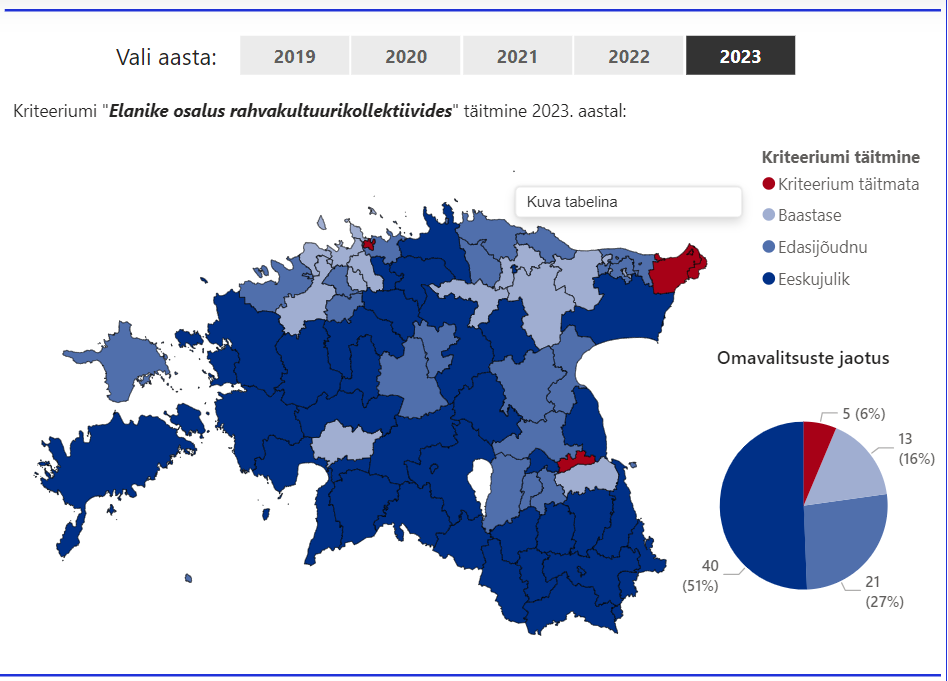 Vali aasta: 2019 2020 2021 2022 2023
Kriteeriumi "Elanike osalus rahvakultuurikollektiivides" täitmine 2023. aastal:
Kriteeriumi täitmine
Kriteerium täitmata
Baastase
Edasijõudnu
Eeskujulik
Kuva tabelina
Omavalitsuste jaotus
5 (6%)
13
(16%)
21
(27%)
40
(51%)